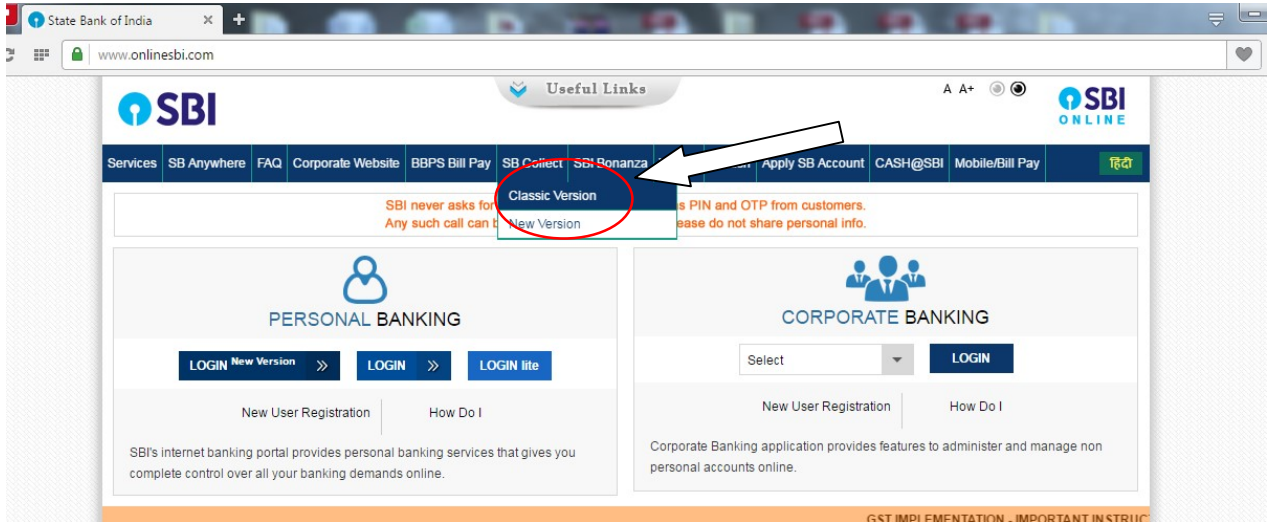 State Bank of India
www.onlinesbi.com
Useful Links
A A+
SBI
SBI
ONLINE
Services SB Anywhere FAQ Corporate Website BBPS Bill Pay SB Collect SBI Bonanza Apply SB Account CASH@SBI Mobile/Bill Pay हिंदी
Classic Version
New Version
SBI never asks for s PIN and OTP from customers.
Any such call can ease do not share personal info.
PERSONAL BANKING
LOGIN New Version LOGIN LOGIN lite
New User Registration How Do I
SBI's internet banking portal provides personal banking services that gives you
complete control over all your banking demands online.
CORPORATE BANKING
Select LOGIN
New User Registration How Do I
Corporate Banking application provides features to administer and manage non
personal accounts online.
GST IMPLEMENTATION - IMPORTANT INSTRUC